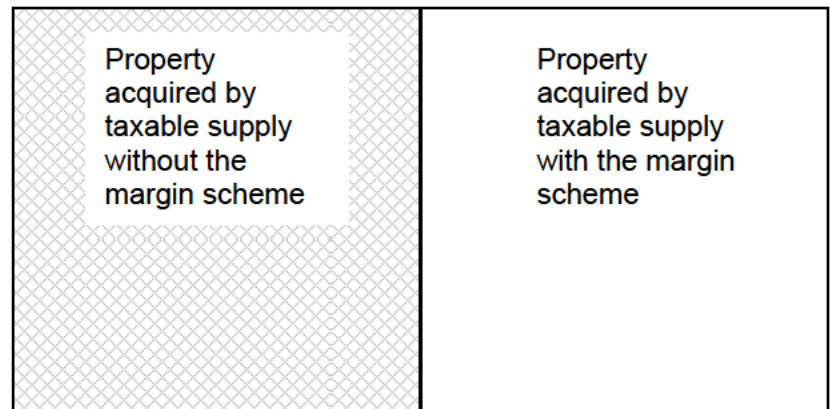 Property
acquired by
taxable supply
without the
margin scheme
Property
acquired by
taxable supply
with the margin
scheme